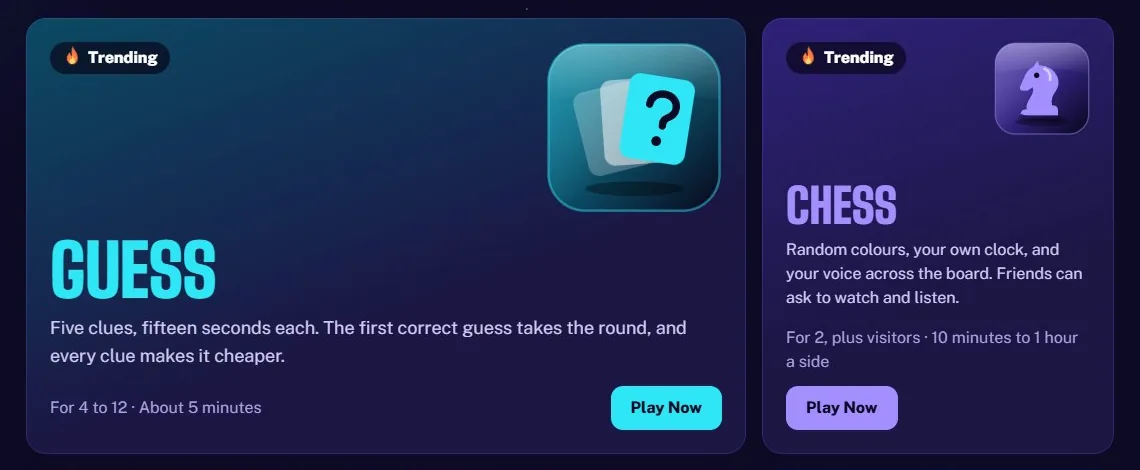 Trending
?
GUESS
Five clues, fifteen seconds each. The first correct guess takes the round, and
every clue makes it cheaper.
For 4 to 12 · About 5 minutes
Play Now
Trending
CHESS
Random colours, your own clock, and
your voice across the board. Friends can
ask to watch and listen.
For 2, plus visitors · 10 minutes to 1 hour
a side
Play Now